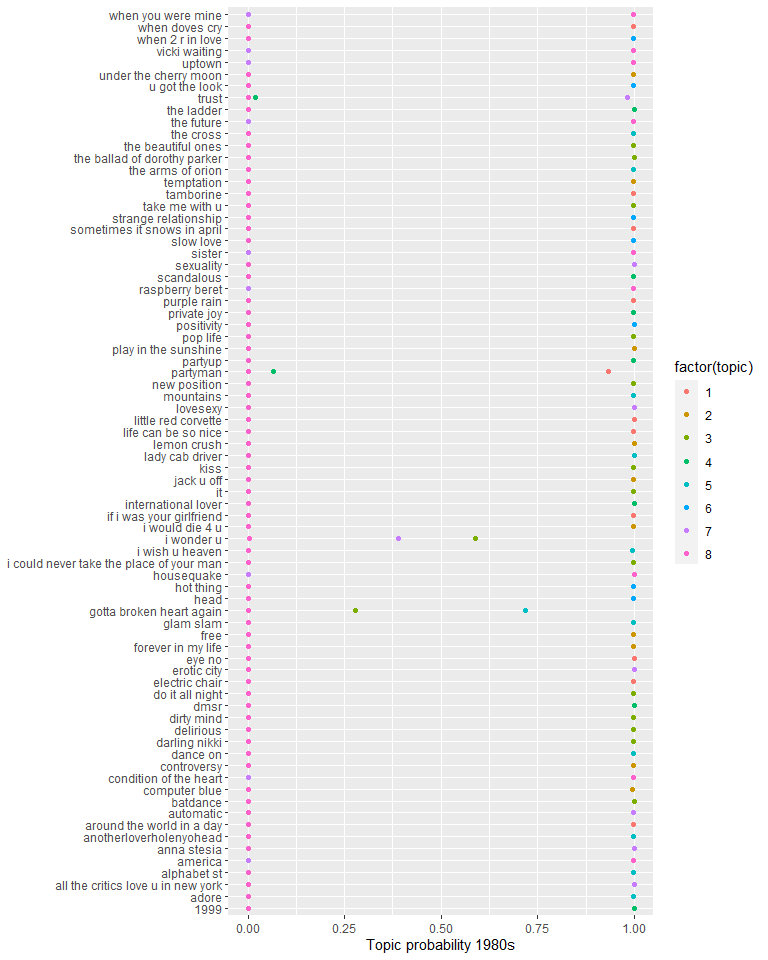 when you were mine
when doves cry
when 2 r in love
vicki waiting
uptown
under the cherry moon
u got the look
trust
the ladder
the future
the cross
the beautiful ones
the ballad of dorothy parker
the arms of orion
temptation
tamborine
take me with u
strange relationship
sometimes it snows in april
slow love
sister
sexuality
scandalous
raspberry beret
purple rain
private joy
positivity
pop life
play in the sunshine
partyup
partyman
new position
mountains
lovesexy
little red corvette
life can be so nice
lemon crush
lady cab driver
kiss
jack u off
it
international lover
if i was your girlfriend
i would die 4 u
i wonder u
i wish u heaven
i could never take the place of your man
housequake
hot thing
head
gotta broken heart again
glam slam
free
forever in my life
eye no
erotic city
electric chair
do it all night
dmsr
dirty mind
delirious
darling nikki
dance on
controversy
condition of the heart
computer blue
batdance
automatic
around the world in a day
anotherloverholenyohead
anna stesia
america
alphabet st
all the critics love u in new york
adore
1999
0.00 0.25 0.50 0.75 1.00
Topic probability 1980s
factor(topic)
1
2
3
4
5
6
7
8